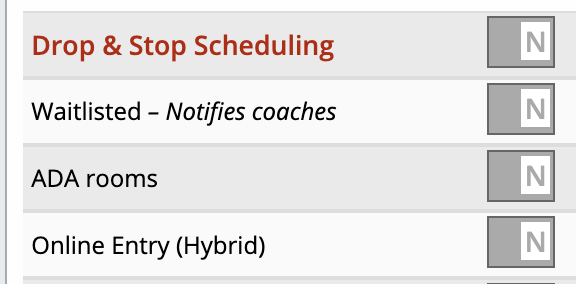 Drop & Stop Scheduling N
Waitlisted – Notifies coaches N
ADA rooms N
Online Entry (Hybrid) N